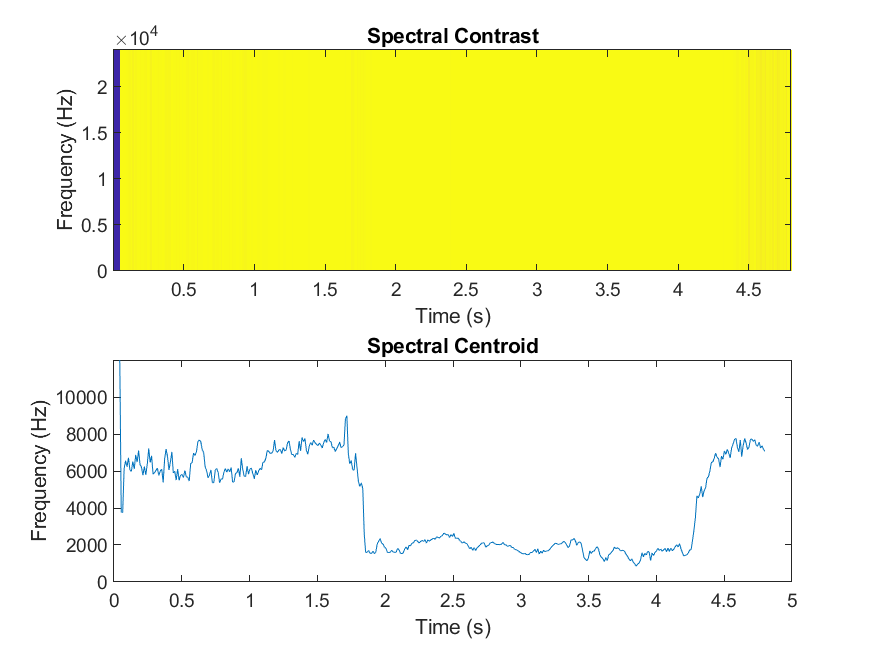 Spectral Contrast
×10⁴
2
1.5
1
0.5
0
Frequency (Hz)
0.5 1 1.5 2 2.5 3 3.5 4 4.5
Time (s)
Spectral Centroid
10000
8000
6000
4000
2000
0
Frequency (Hz)
0 0.5 1 1.5 2 2.5 3 3.5 4 4.5 5
Time (s)